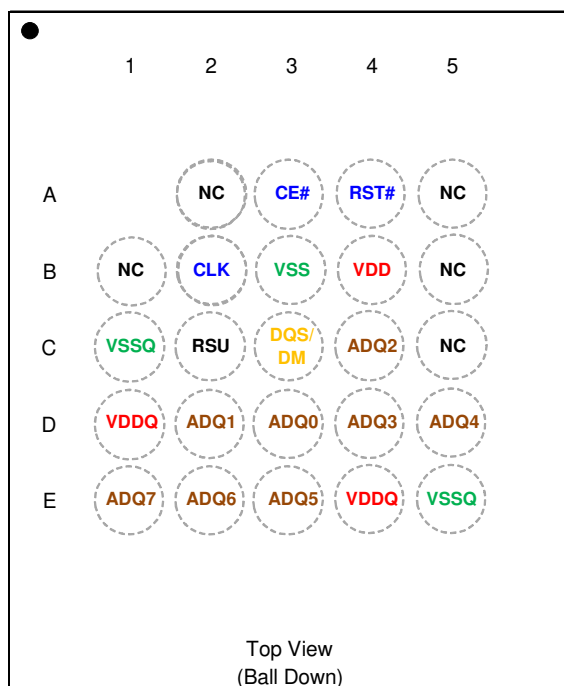 1 2 3 4 5
A NC CE# RST# NC
B NC CLK VSS VDD NC
C VSSQ RSU DQS/ ADQ2 NC
DM
D VDDQ ADQ1 ADQ0 ADQ3 ADQ4
E ADQ7 ADQ6 ADQ5 VDDQ VSSQ
Top View
(Ball Down)